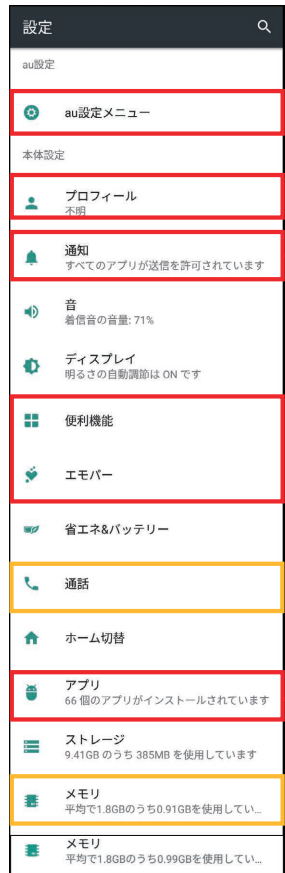 設定
au設定
au設定メニュー
本体設定
プロフィール
不明
通知
すべてのアプリが送信を許可されています
音
着信音の音量: 71%
ディスプレイ
明るさの自動調節は ON です
便利機能
エモパー
省エネ&バッテリー
通話
ホーム切替
アプリ
66 個のアプリがインストールされています
ストレージ
9.41GB のうち 385MB を使用しています
メモリ
平均で1.8GBのうち0.91GBを使用してい...
メモリ
平均で1.8GBのうち0.99GBを使用してい...